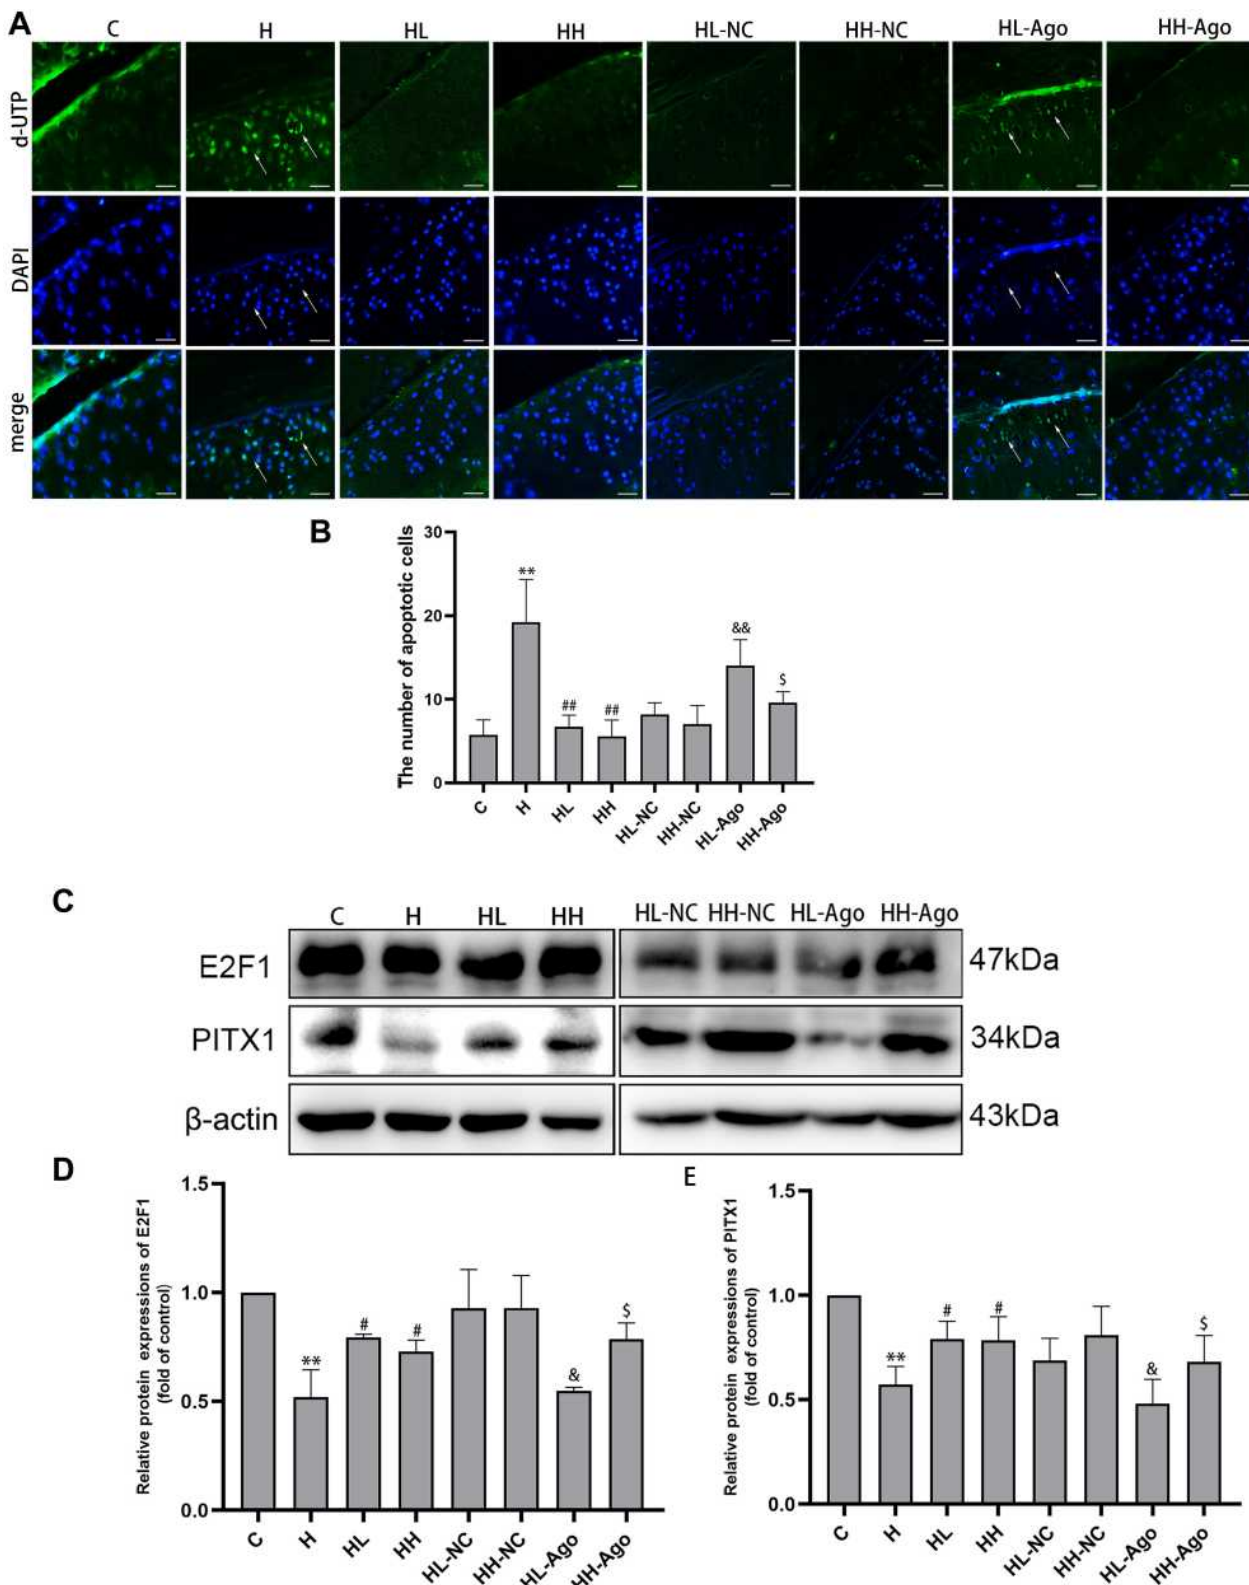 A
C H HL HH HL-NC HH-NC HL-Ago HH-Ago
d-UTP
DAPI
merge
B
The number of apoptotic cells
30
20
10
0
**
##
##
&&
$
C H HL HH HL-NC HH-NC HL-Ago HH-Ago
C
C H HL HH HL-NC HH-NC HL-Ago HH-Ago
E2F1 47kDa
PITX1 34kDa
β-actin 43kDa
D
Relative protein expressions of E2F1
(fold of control)
1.5
1.0
0.5
0.0
**
#
#
&
$
C H HL HH HL-NC HH-NC HL-Ago HH-Ago
E
Relative protein expressions of PITX1
(fold of control)
1.5
1.0
0.5
0.0
**
#
#
&
$
C H HL HH HL-NC HH-NC HL-Ago HH-Ago